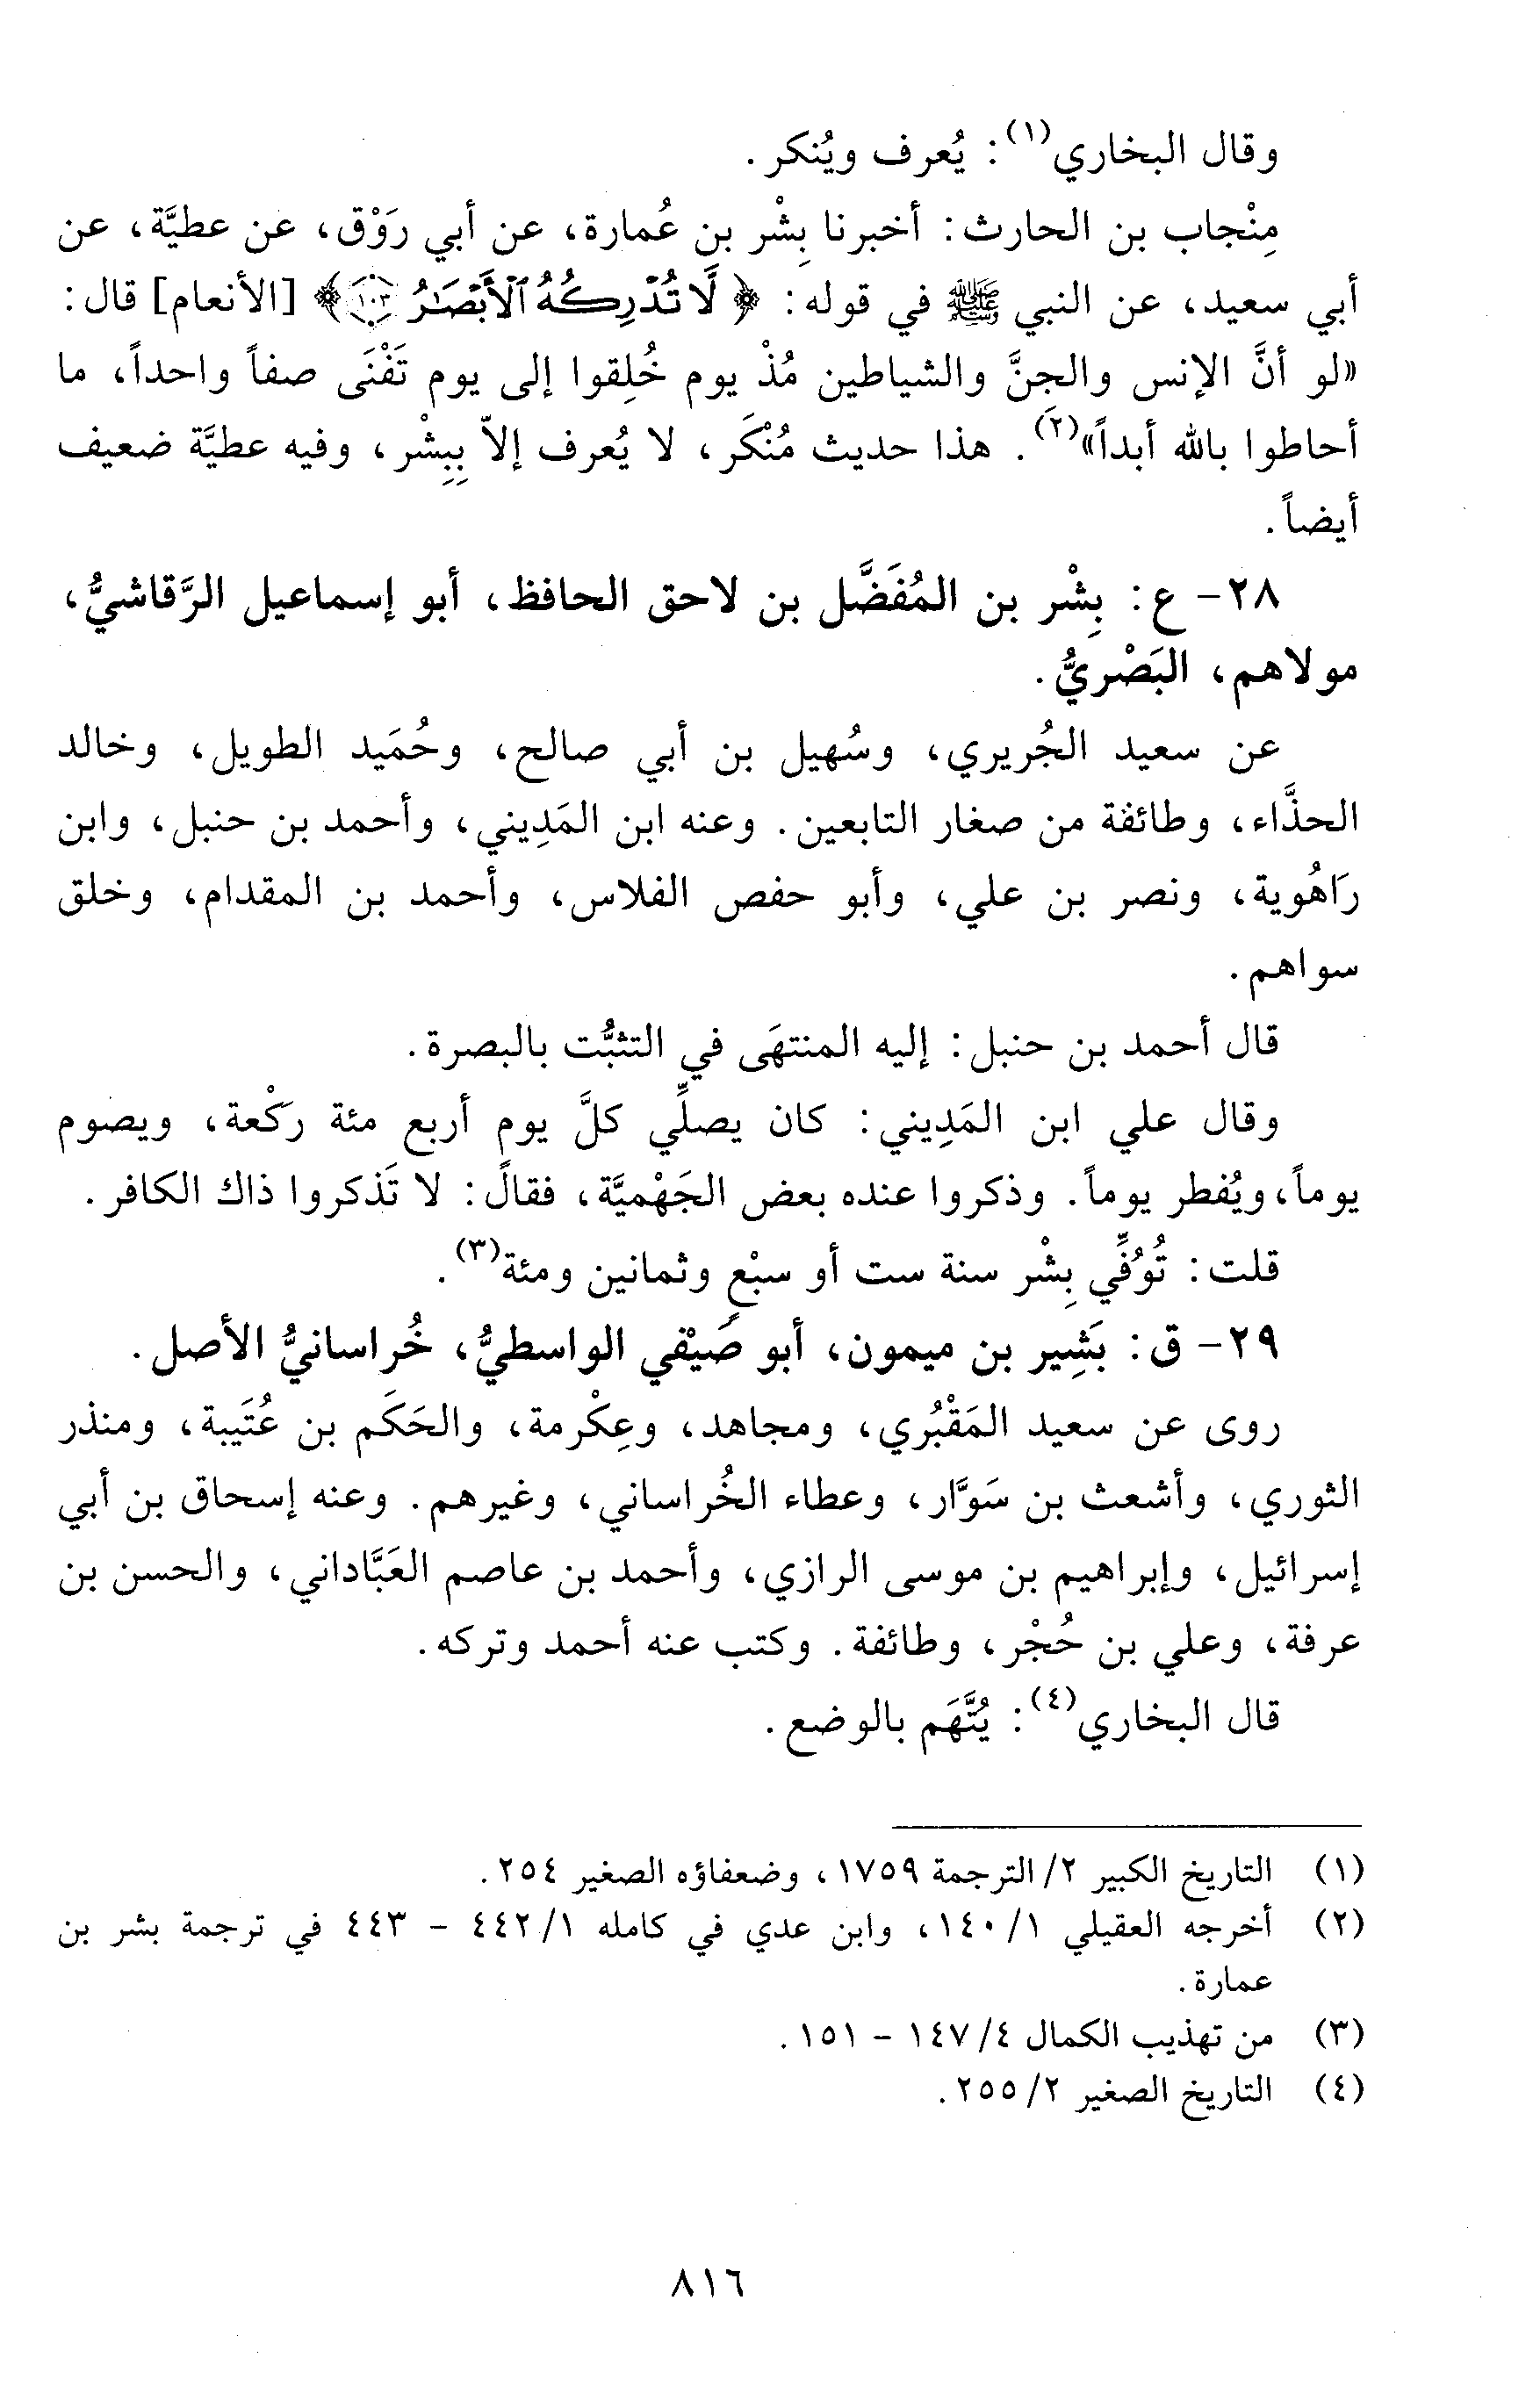 وقال البخاري(١): يُعرف ويُنكر.
مِنْجاب بن الحارث: أخبرنا بِشْر بن عُمارة، عن أبي رَوْق، عن عطيَّة، عن
أبي سعيد، عن النبي ﷺ في قوله: ﴿لَّا تُدْرِكُهُ ٱلْأَبْصَٰرُ ١٠٣﴾ [الأنعام] قال:
«لو أنَّ الإنس والجنَّ والشياطين مُذْ يوم خُلِقوا إلى يوم تَفْنَى صفاً واحداً، ما
أحاطوا بالله أبداً»(٢). هذا حديث مُنْكَر، لا يُعرف إلاّ بِبِشْر، وفيه عطيَّة ضعيف
أيضاً.
٢٨- ع: بِشْر بن المُفَضَّل بن لاحق الحافظ، أبو إسماعيل الرَّقاشيُّ،
مولاهم، البَصْريُّ.
عن سعيد الجُريري، وسُهيل بن أبي صالح، وحُمَيد الطويل، وخالد
الحذَّاء، وطائفة من صغار التابعين. وعنه ابن المَدِيني، وأحمد بن حنبل، وابن
رَاهُوية، ونصر بن علي، وأبو حفص الفلاس، وأحمد بن المقدام، وخلق
سواهم.
قال أحمد بن حنبل: إليه المنتهَى في التثبُّت بالبصرة.
وقال علي ابن المَدِيني: كان يصلِّي كلَّ يوم أربع مئة ركْعة، ويصوم
يوماً، ويُفطر يوماً. وذكروا عنده بعض الجَهْميَّة، فقال: لا تَذكروا ذاك الكافر.
قلت: تُوُفِّي بِشْر سنة ست أو سبْعٍ وثمانين ومئة(٣).
٢٩- ق: بَشِير بن ميمون، أبو صَيْفي الواسطيُّ، خُراسانيُّ الأصل.
روى عن سعيد المَقْبُري، ومجاهد، وعِكْرمة، والحَكَم بن عُتَيبة، ومنذر
الثوري، وأشعث بن سَوَّار، وعطاء الخُراساني، وغيرهم. وعنه إسحاق بن أبي
إسرائيل، وإبراهيم بن موسى الرازي، وأحمد بن عاصم العَبَّاداني، والحسن بن
عرفة، وعلي بن حُجْر، وطائفة. وكتب عنه أحمد وتركه.
قال البخاري(٤): يُتَّهَم بالوضع.
(١) التاريخ الكبير ٢/ الترجمة ١٧٥٩، وضعفاؤه الصغير ٢٥٤.
(٢) أخرجه العقيلي ١/ ١٤٠، وابن عدي في كامله ١/ ٤٤٢ - ٤٤٣ في ترجمة بشر بن
عمارة.
(٣) من تهذيب الكمال ٤/ ١٤٧ - ١٥١.
(٤) التاريخ الصغير ٢/ ٢٥٥.
٨١٦